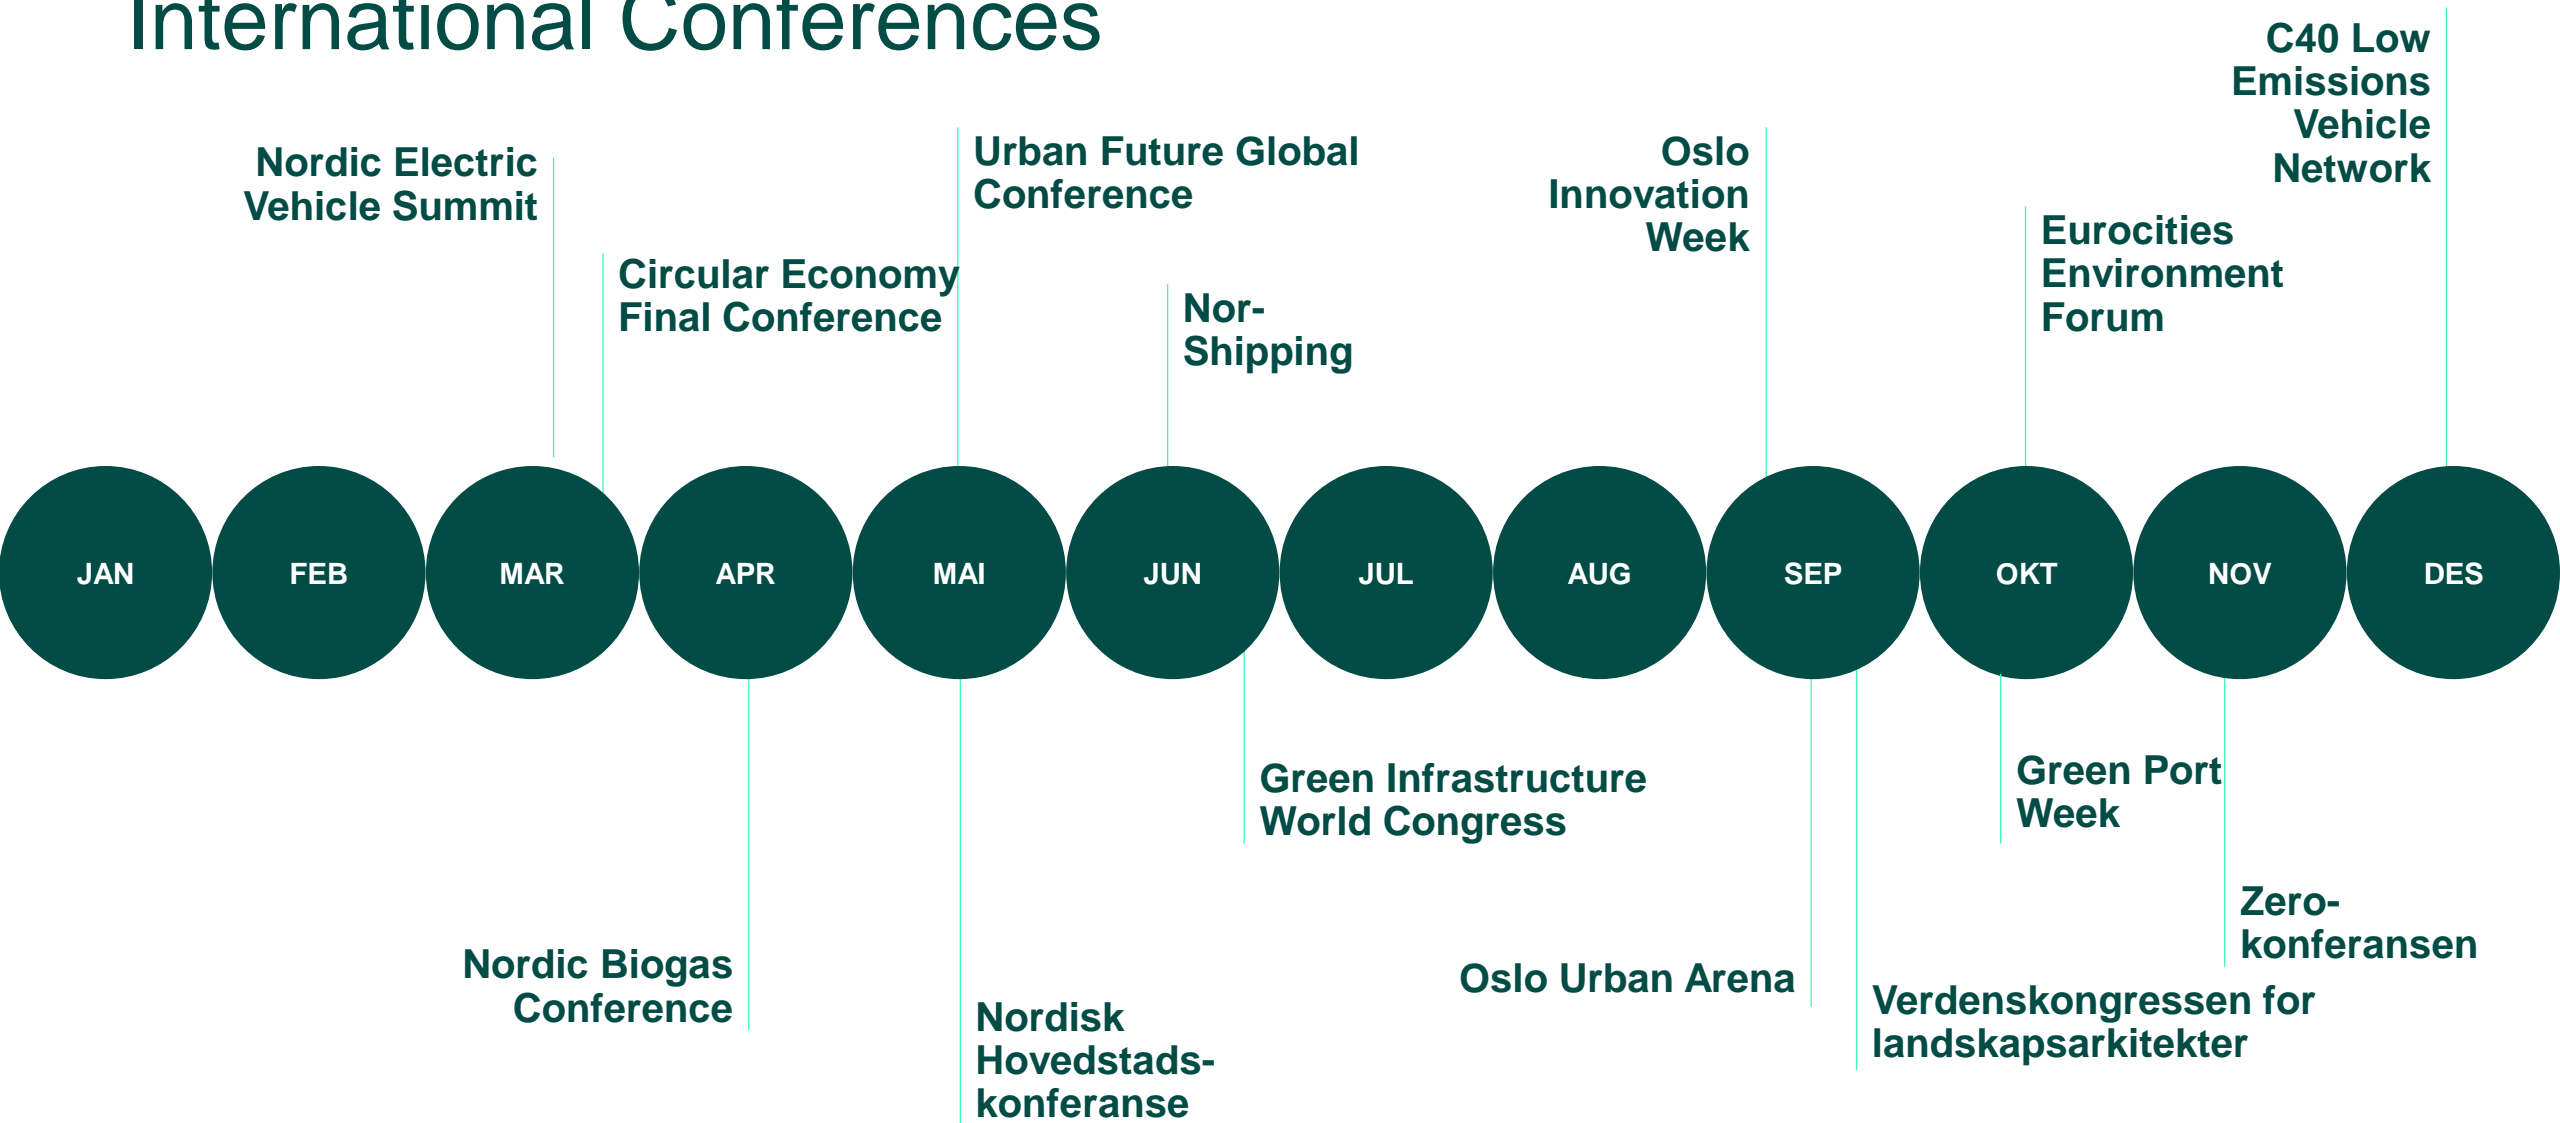 International Conferences
C40 Low
Emissions
Vehicle
Network
Nordic Electric
Vehicle Summit
Circular Economy
Final Conference
Urban Future Global
Conference
Nor-
Shipping
Oslo
Innovation
Week
Eurocities
Environment
Forum
JAN
FEB
MAR
APR
MAI
JUN
JUL
AUG
SEP
OKT
NOV
DES
Nordic Biogas
Conference
Nordisk
Hovedstads-
konferanse
Green Infrastructure
World Congress
Oslo Urban Arena
Verdenskongressen for
landskapsarkitekter
Green Port
Week
Zero-
konferansen